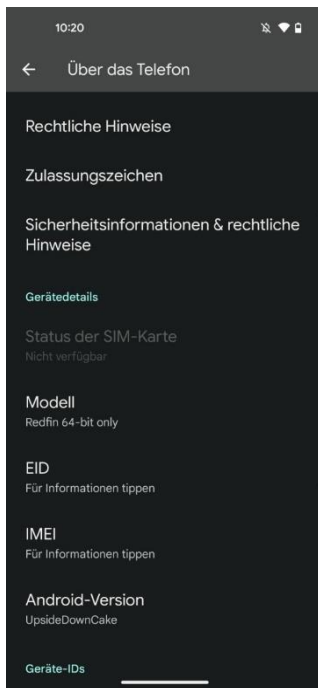 10:20
Über das Telefon
Rechtliche Hinweise
Zulassungszeichen
Sicherheitsinformationen & rechtliche
Hinweise
Gerätedetails
Status der SIM-Karte
Nicht verfügbar
Modell
Redfin 64-bit only
EID
Für Informationen tippen
IMEI
Für Informationen tippen
Android-Version
UpsideDownCake
Geräte-IDs